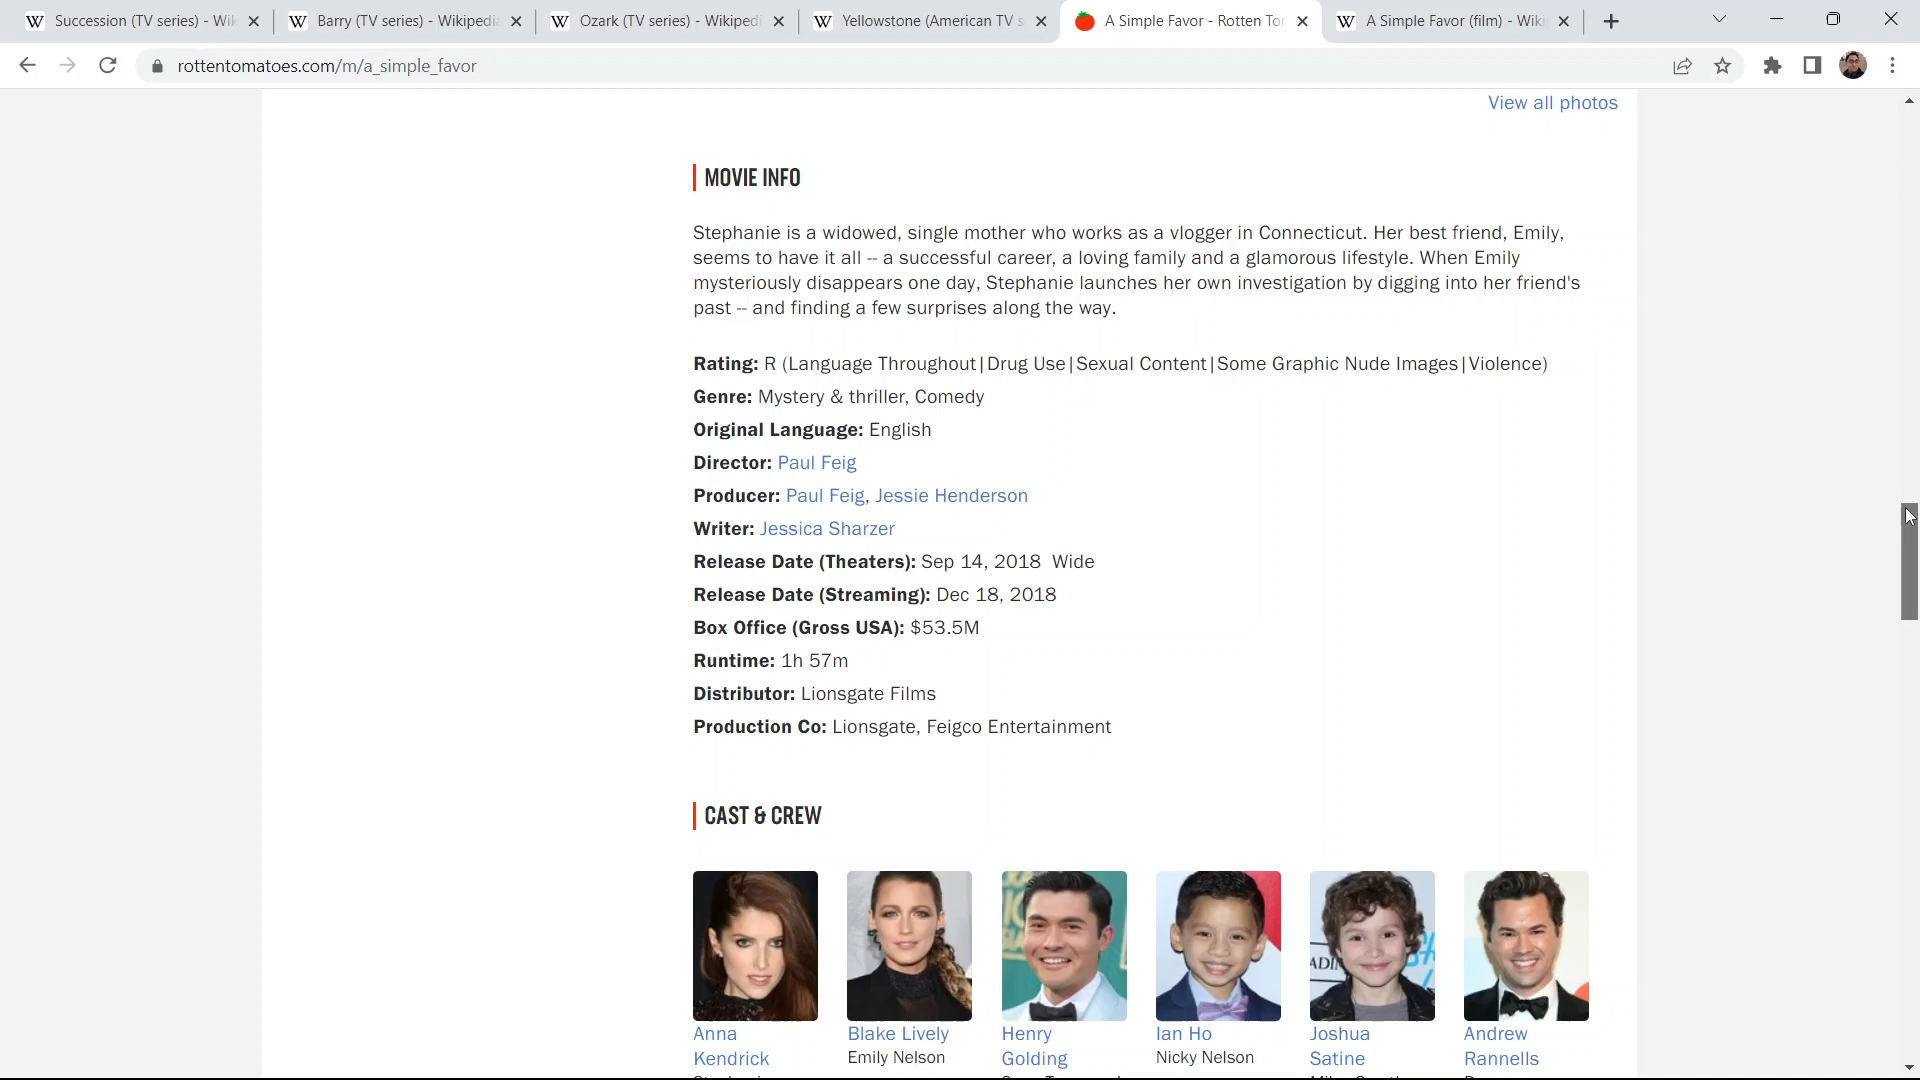 Succession (TV series) - Wik
Barry (TV series) - Wikipedia
Ozark (TV series) - Wikipedi
Yellowstone (American TV s
A Simple Favor - Rotten Tor
A Simple Favor (film) - Wiki
rottentomatoes.com/m/a_simple_favor
View all photos
MOVIE INFO
Stephanie is a widowed, single mother who works as a vlogger in Connecticut. Her best friend, Emily,
seems to have it all -- a successful career, a loving family and a glamorous lifestyle. When Emily
mysteriously disappears one day, Stephanie launches her own investigation by digging into her friend's
past -- and finding a few surprises along the way.
Rating: R (Language Throughout|Drug Use|Sexual Content|Some Graphic Nude Images|Violence)
Genre: Mystery & thriller, Comedy
Original Language: English
Director: Paul Feig
Producer: Paul Feig, Jessie Henderson
Writer: Jessica Sharzer
Release Date (Theaters): Sep 14, 2018 Wide
Release Date (Streaming): Dec 18, 2018
Box Office (Gross USA): $53.5M
Runtime: 1h 57m
Distributor: Lionsgate Films
Production Co: Lionsgate, Feigco Entertainment
CAST & CREW
Anna Kendrick
Blake Lively
Emily Nelson
Henry Golding
Ian Ho
Nicky Nelson
Joshua Satine
Andrew Rannells